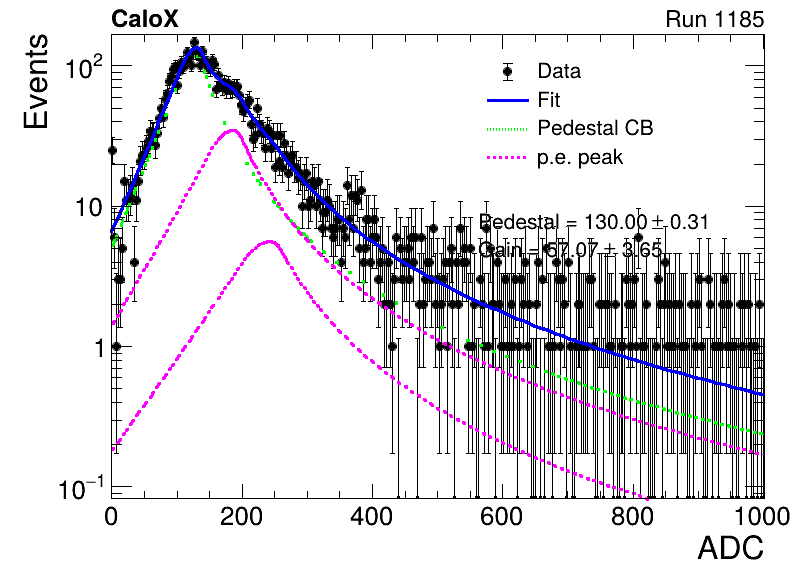 CaloX Run 1185
Events
Data
Fit
Pedestal CB
p.e. peak
Pedestal = 130.00 ± 0.31
Gain = 57.07 ± 3.65
10²
10
1
10⁻¹
0 200 400 600 800 1000
ADC